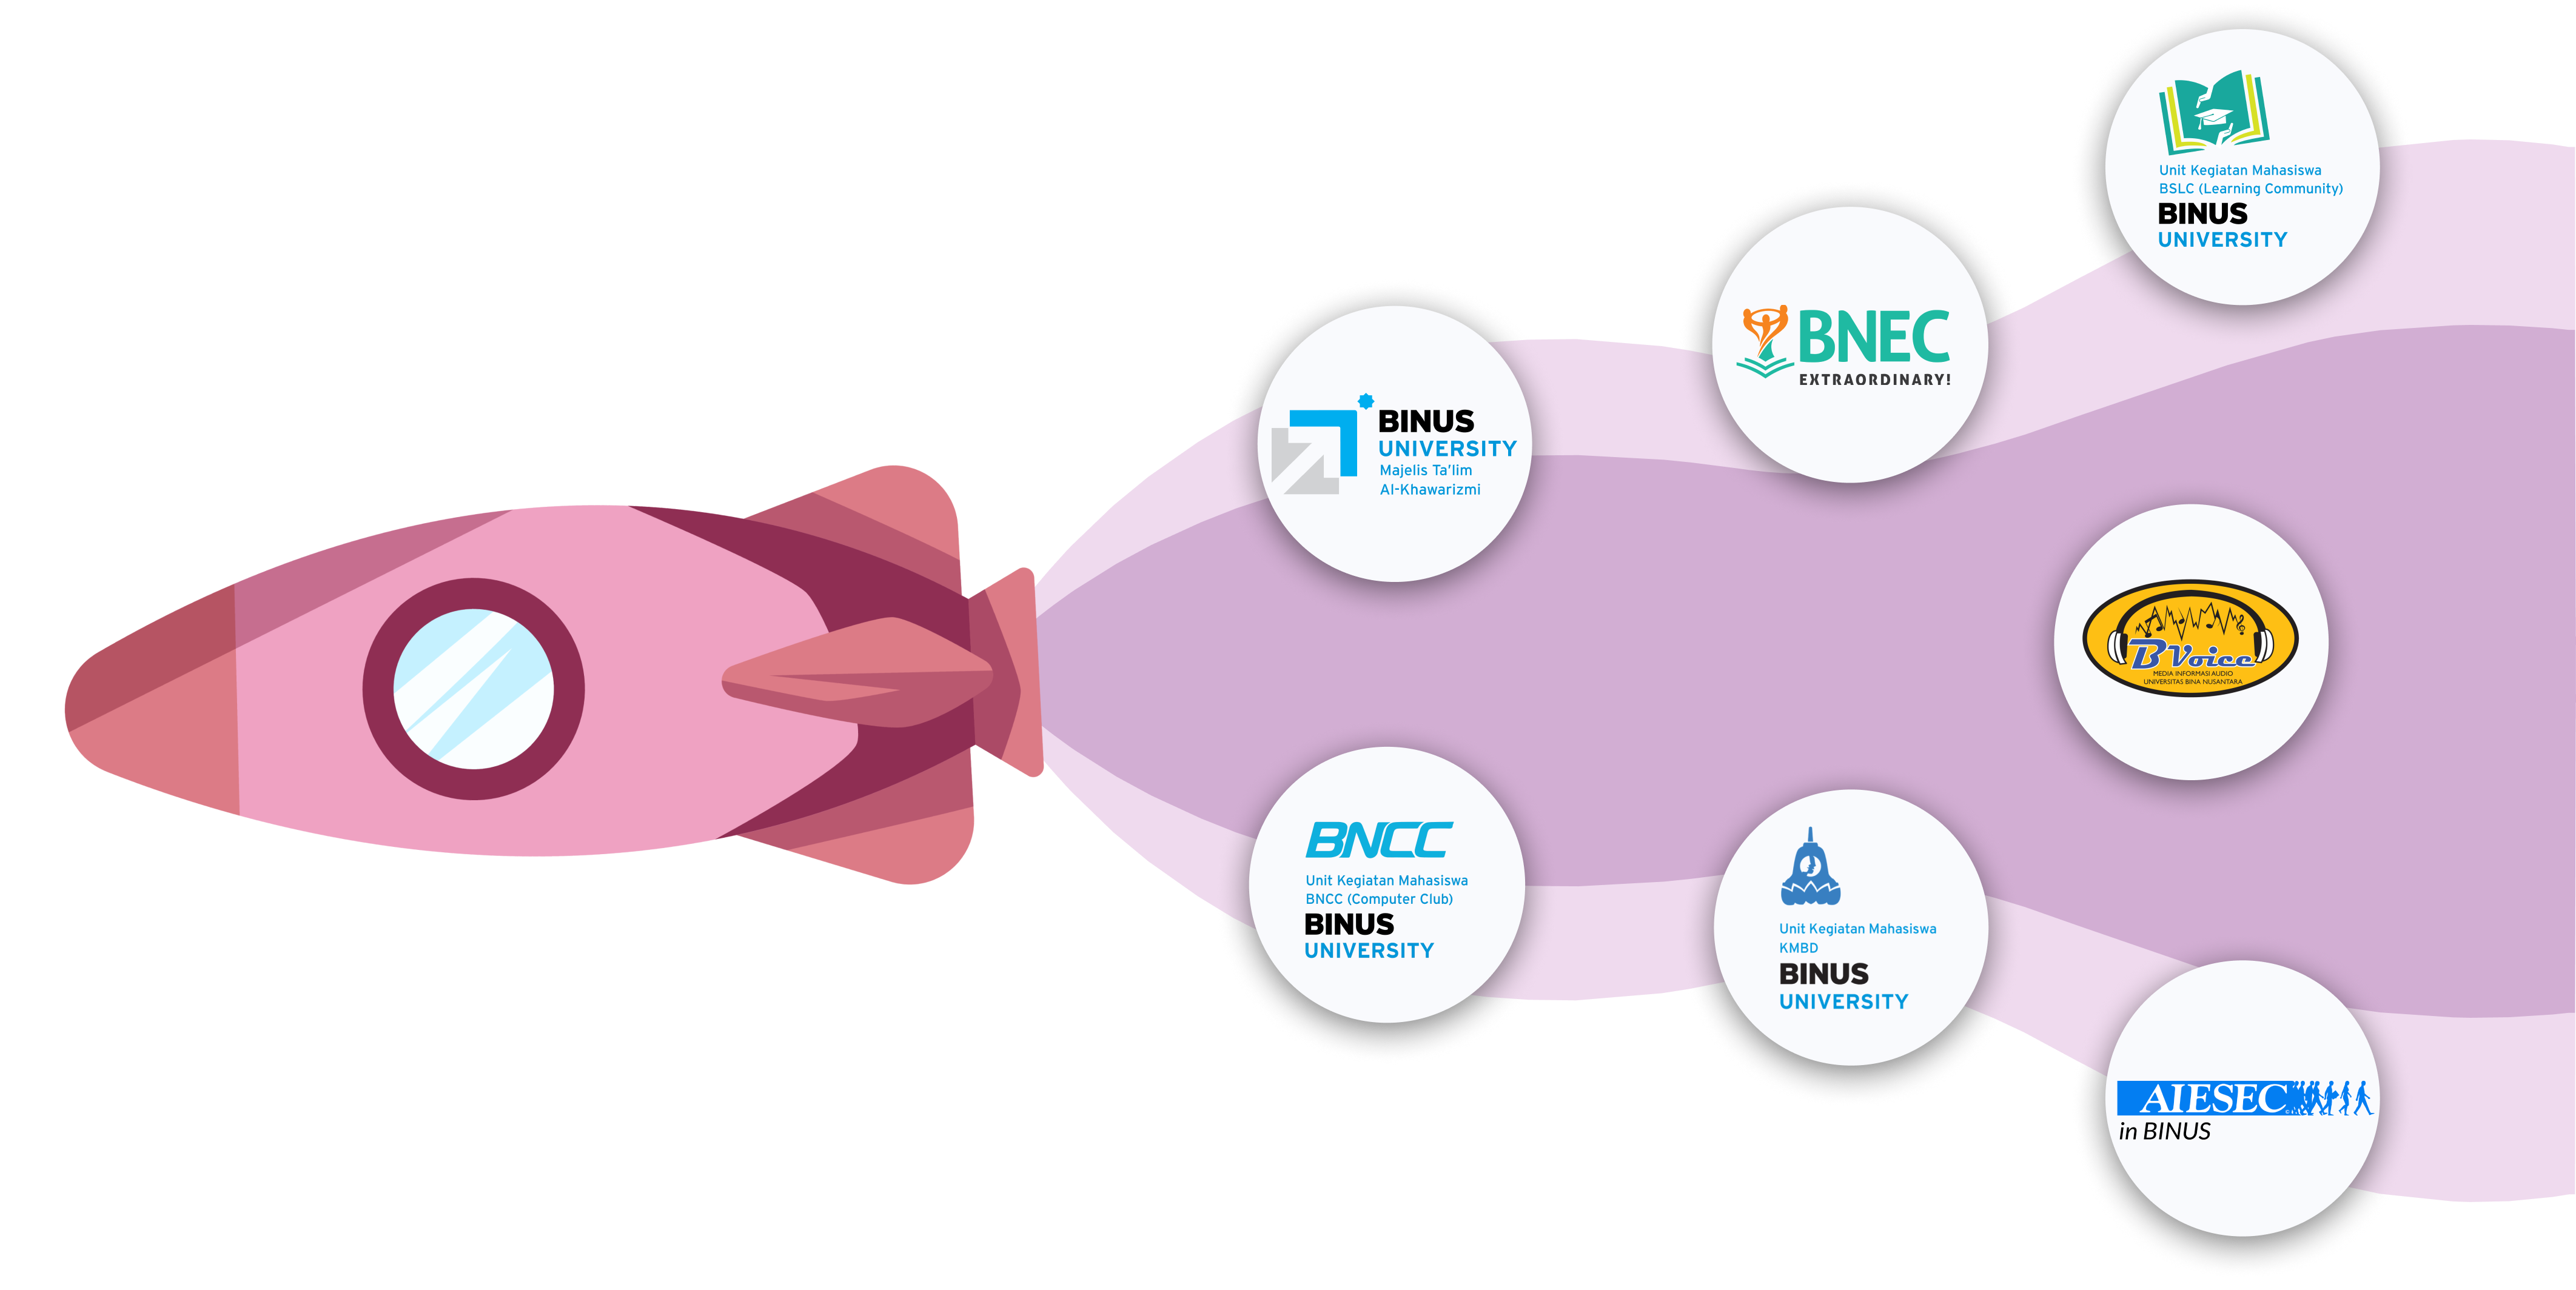 Unit Kegiatan Mahasiswa
BSLC (Learning Community)
BINUS
UNIVERSITY
BNEC
EXTRAORDINARY!
BINUS
UNIVERSITY
Majelis Ta'lim
Al-Khawarizmi
B Voice
MEDIA INFORMASI AUDIO
UNIVERSITAS BINA NUSANTARA
BNCC
Unit Kegiatan Mahasiswa
BNCC (Computer Club)
BINUS
UNIVERSITY
Unit Kegiatan Mahasiswa
KMBD
BINUS
UNIVERSITY
AIESEC
in BINUS